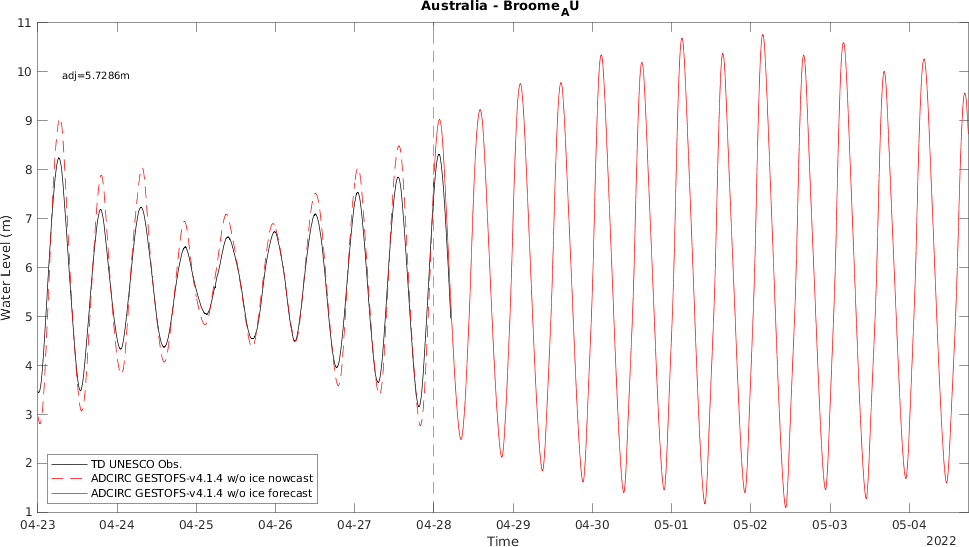 Australia - Broome_AU
11
10
9
8
7
6
5
4
3
2
1
Water Level (m)
adj=5.7286m
TD UNESCO Obs.
ADCIRC GESTOFS-v4.1.4 w/o ice nowcast
ADCIRC GESTOFS-v4.1.4 w/o ice forecast
04-23 04-24 04-25 04-26 04-27 04-28 04-29 04-30 05-01 05-02 05-03 05-04
Time
2022